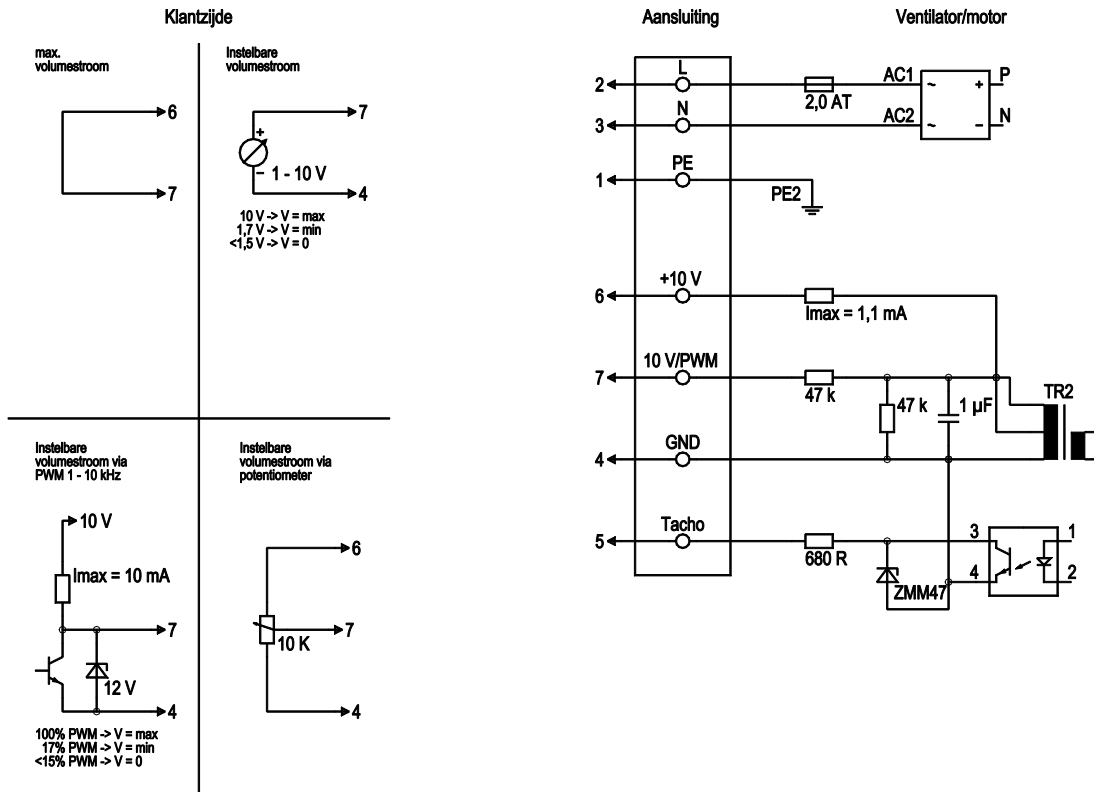 Klantzijde
max.
volumestroom
6
7
Instelbare
volumestroom
7
+
–
1 - 10 V
4
10 V -> V = max
1,7 V -> V = min
<1,5 V -> V = 0
Instelbare
volumestroom via
PWM 1 - 10 kHz
10 V
Imax = 10 mA
7
12 V
4
100% PWM -> V = max
17% PWM -> V = min
<15% PWM -> V = 0
Instelbare
volumestroom via
potentiometer
6
7
10 K
4
Aansluiting
Ventilator/motor
2
L
2,0 AT
AC1
~
+
P
3
N
AC2
~
–
N
1
PE
PE2
6
+10 V
Imax = 1,1 mA
7
10 V/PWM
47 k
47 k
1 µF
TR2
4
GND
5
Tacho
680 R
ZMM47
3
4
1
2